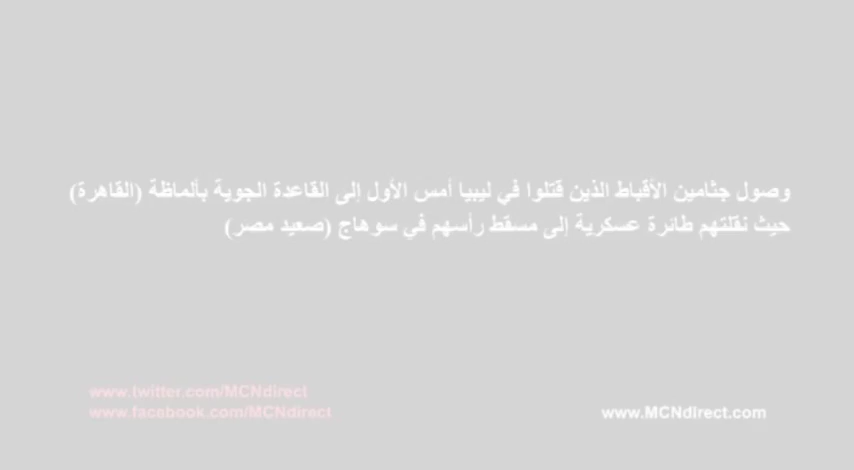 وصول جثامين الأقباط الذين قتلوا في ليبيا أمس الأول إلى القاعدة الجوية بألماظة (القاهرة)
حيث نقلتهم طائرة عسكرية إلى مسقط رأسهم في سوهاج (صعيد مصر)
www.twitter.com/MCNdirect
www.facebook.com/MCNdirect
www.MCNdirect.com